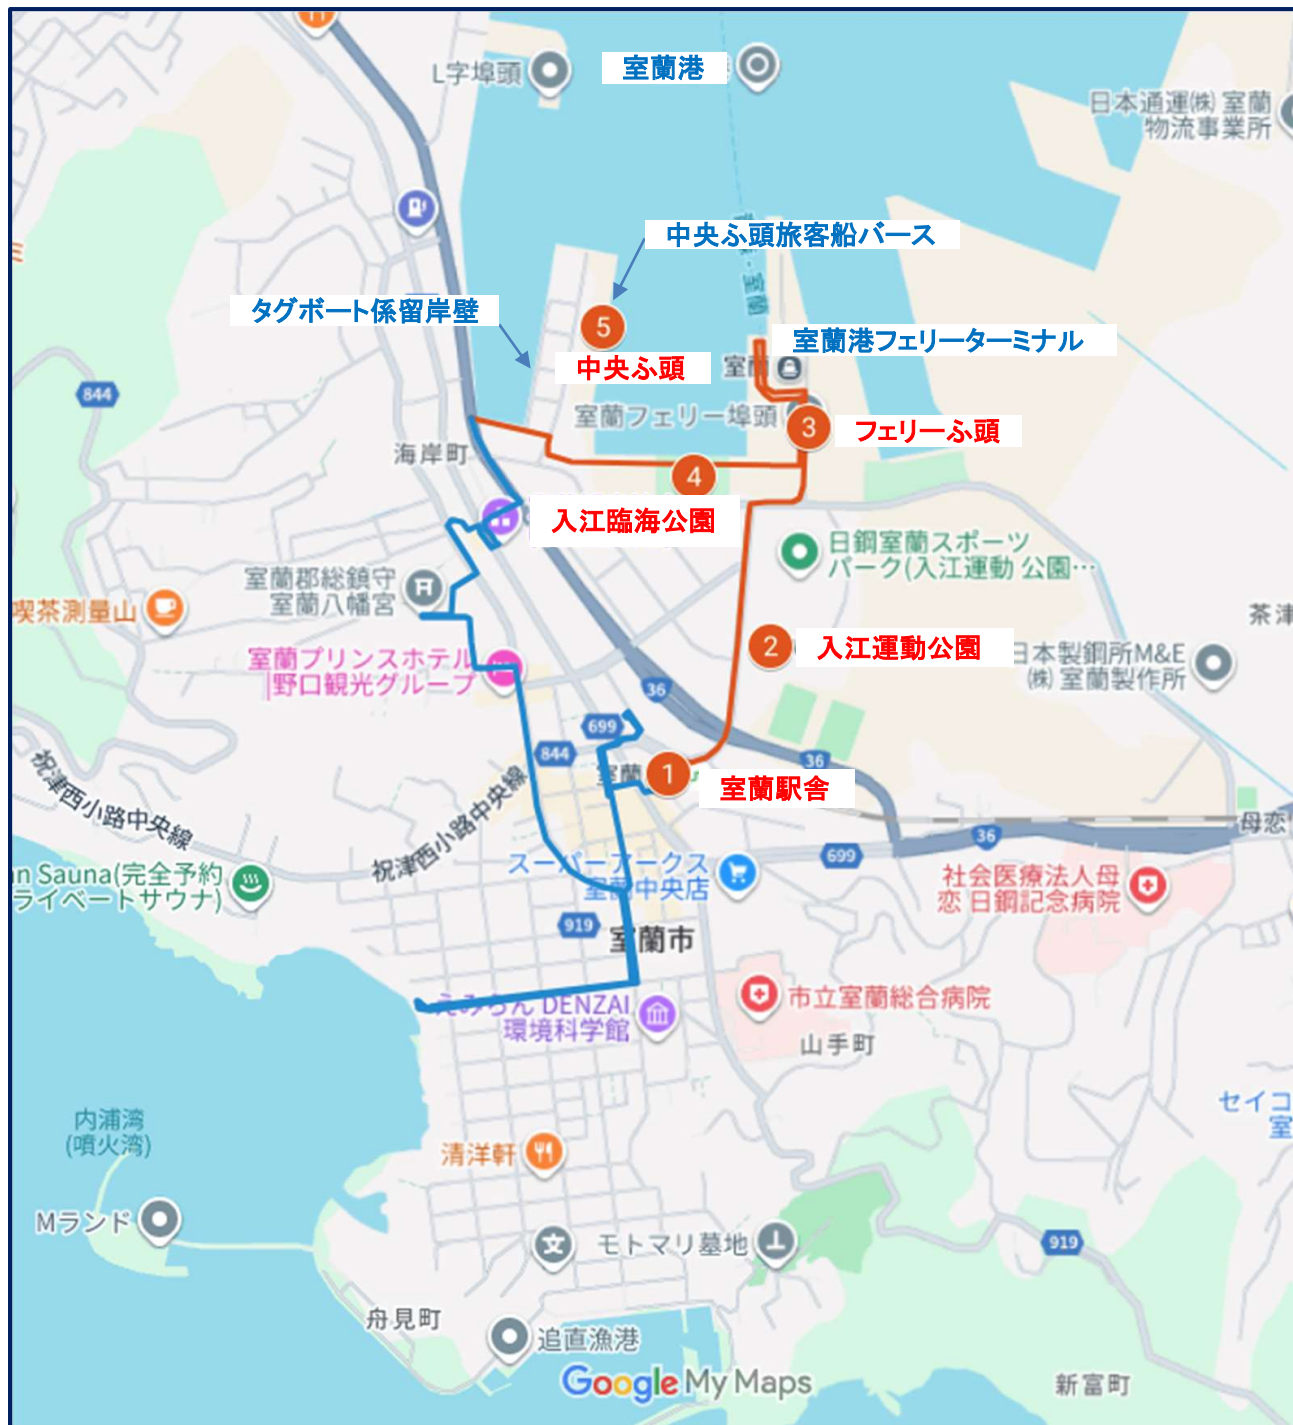 L字埠頭
室蘭港
日本通運㈱ 室蘭
物流事業所
中央ふ頭旅客船バース
青森・室蘭
タグボート係留岸壁
5
室蘭港フェリーターミナル
中央ふ頭
室蘭
844
室蘭フェリー埠頭
3
フェリーふ頭
海岸町
4
入江臨海公園
日鋼室蘭スポーツ
パーク(入江運動 公園…
室蘭郡総鎮守
室蘭八幡宮
喫茶測量山
茶津
2
入江運動公園
室蘭プリンスホテル
|野口観光グループ
日本製鋼所M&E
㈱ 室蘭製作所
36
699
844
36
室蘭
1
室蘭駅舎
祝津西小路中央線
祝津西小路中央線
36
母恋
699
スーパーアークス
室蘭中央店
an Sauna(完全予約
ライベートサウナ)
社会医療法人母
恋 日鋼記念病院
919
室蘭市
えみらん DENZAI
環境科学館
市立室蘭総合病院
山手町
内浦湾
(噴火湾)
セイコ
室
清洋軒
Mランド
モトマリ墓地
919
舟見町
追直漁港
Google My Maps
新富町